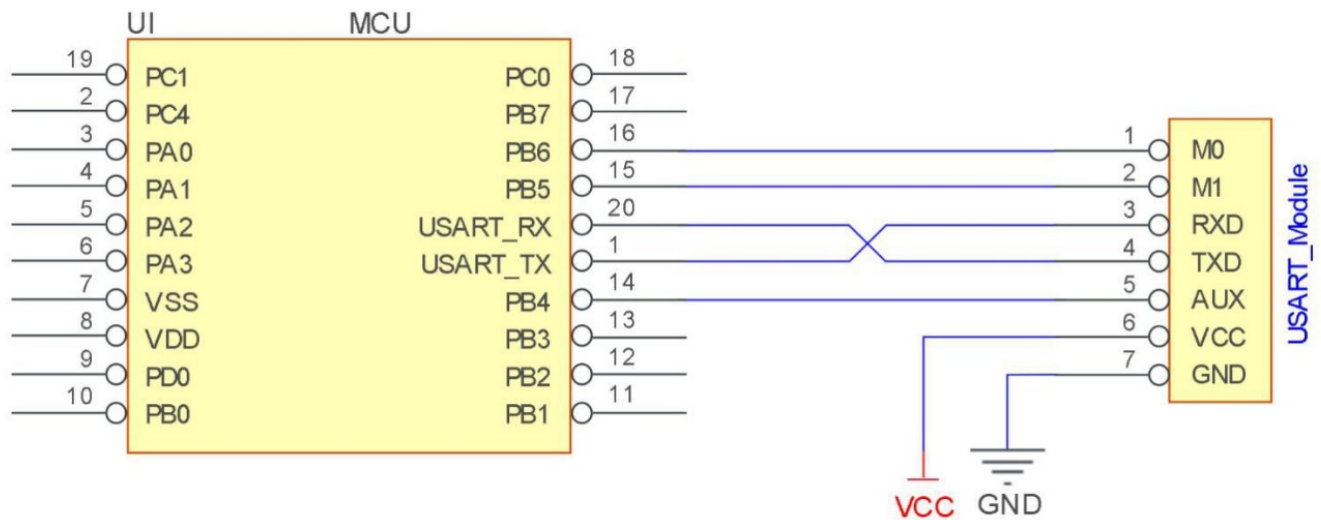 UI MCU
19 PC1 PC0 18
2 PC4 PB7 17
3 PA0 PB6 16 1 M0
4 PA1 PB5 15 2 M1
5 PA2 USART_RX 20 3 RXD
6 PA3 USART_TX 1 4 TXD
7 VSS PB4 14 5 AUX
8 VDD PB3 13 6 VCC
9 PD0 PB2 12 7 GND
10 PB0 PB1 11
USART_Module
VCC GND